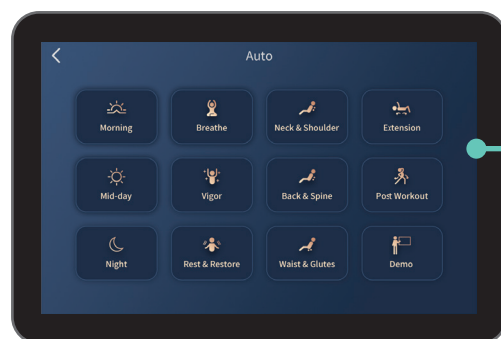 Auto
Morning
Breathe
Neck & Shoulder
Extension
Mid-day
Vigor
Back & Spine
Post Workout
Night
Rest & Restore
Waist & Glutes
Demo